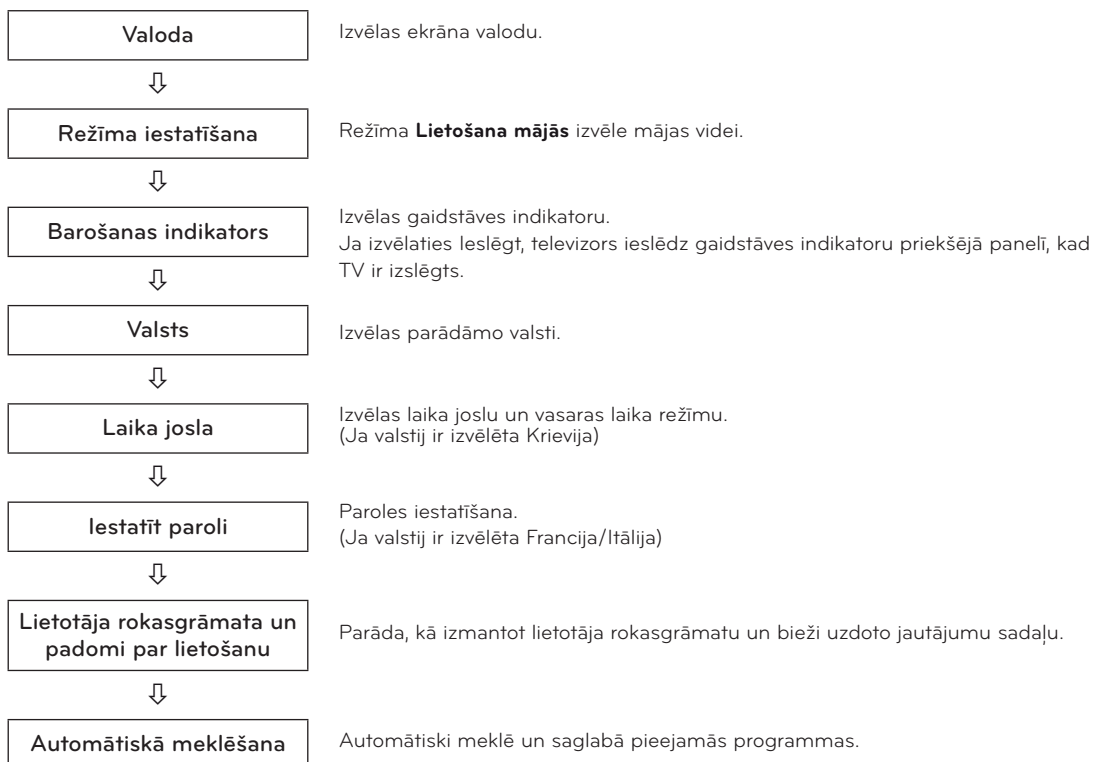 Valoda
Izvēlas ekrāna valodu.
Režīma iestatīšana
Režīma Lietošana mājās izvēle mājas videi.
Barošanas indikators
Izvēlas gaidstāves indikatoru.
Ja izvēlaties Ieslēgt, televizors ieslēdz gaidstāves indikatoru priekšējā panelī, kad
TV ir izslēgts.
Valsts
Izvēlas parādāmo valsti.
Laika josla
Izvēlas laika joslu un vasaras laika režīmu.
(Ja valstij ir izvēlēta Krievija)
Iestatīt paroli
Paroles iestatīšana.
(Ja valstij ir izvēlēta Francija/Itālija)
Lietotāja rokasgrāmata un
padomi par lietošanu
Parāda, kā izmantot lietotāja rokasgrāmatu un bieži uzdoto jautājumu sadaļu.
Automātiskā meklēšana
Automātiski meklē un saglabā pieejamās programmas.